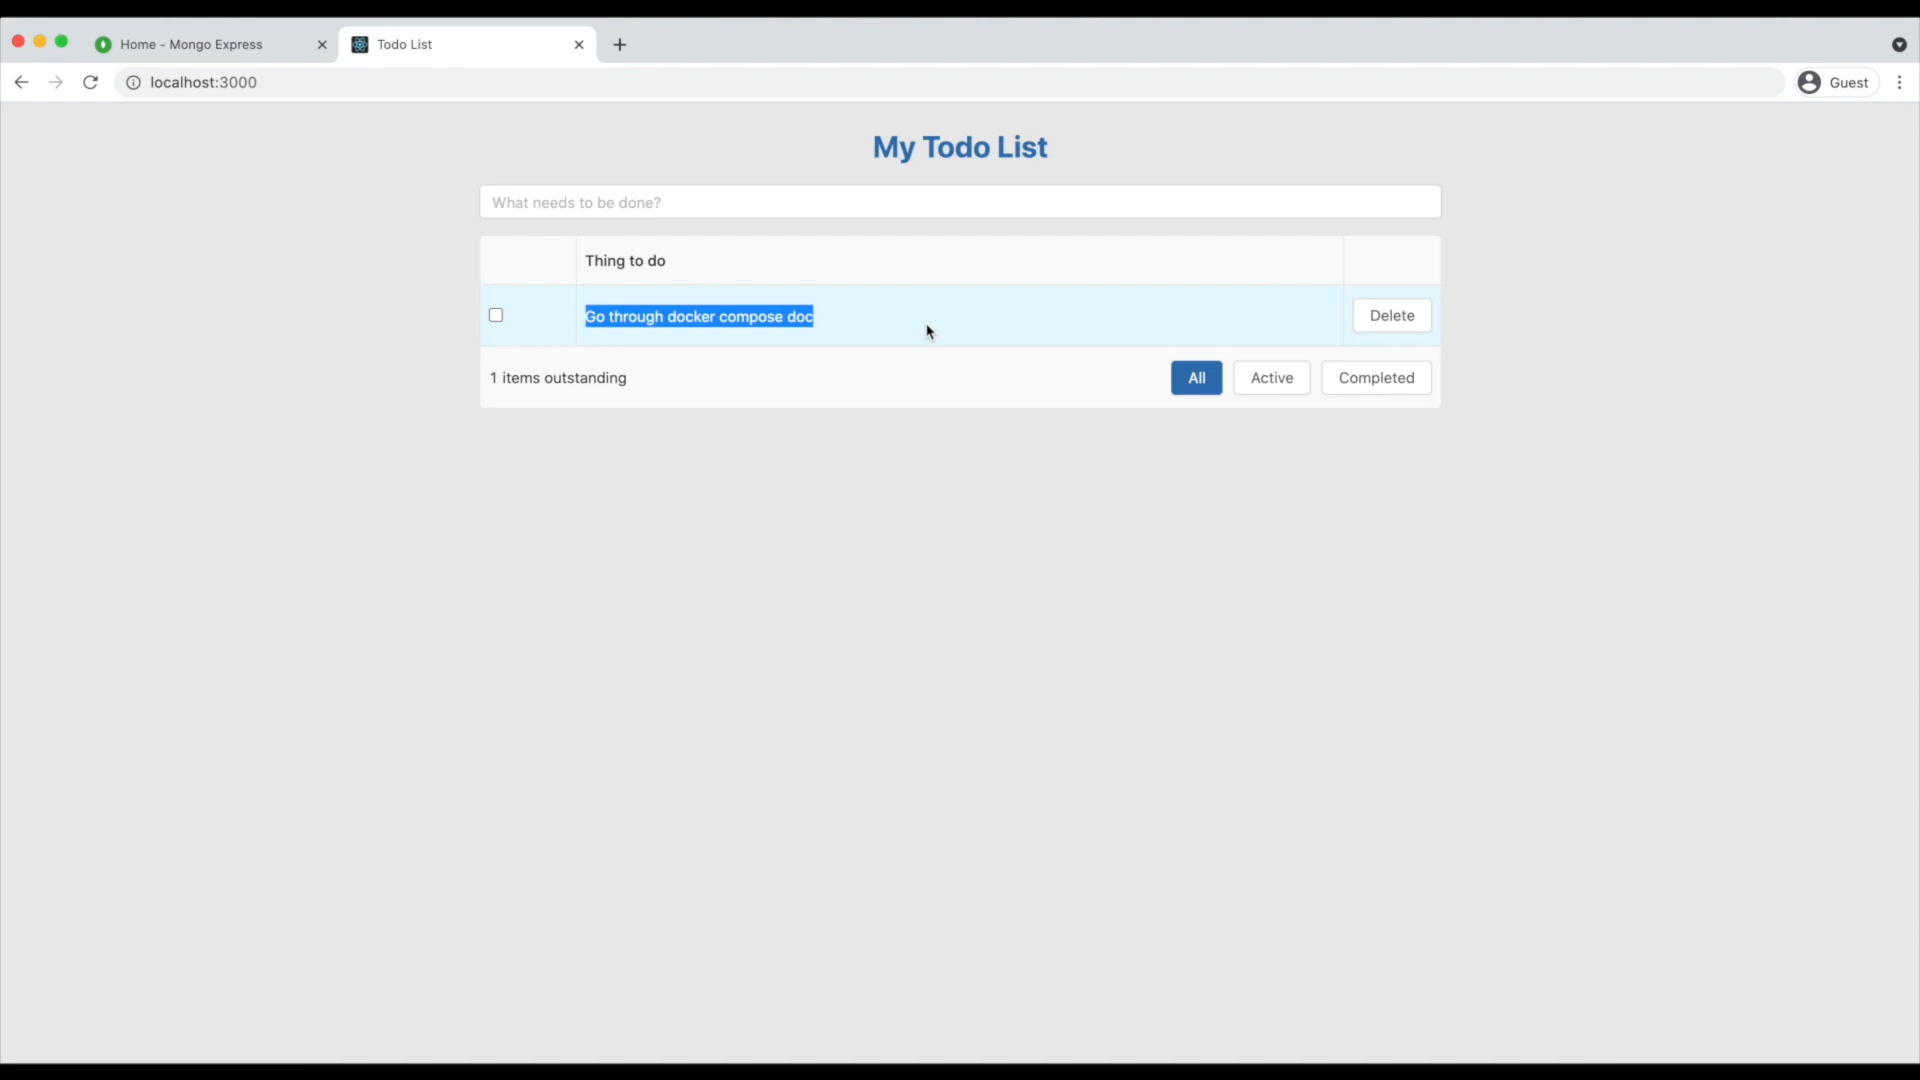 Home - Mongo Express
Todo List
localhost:3000
Guest
My Todo List
What needs to be done?
Thing to do
Go through docker compose doc
Delete
1 items outstanding
All
Active
Completed